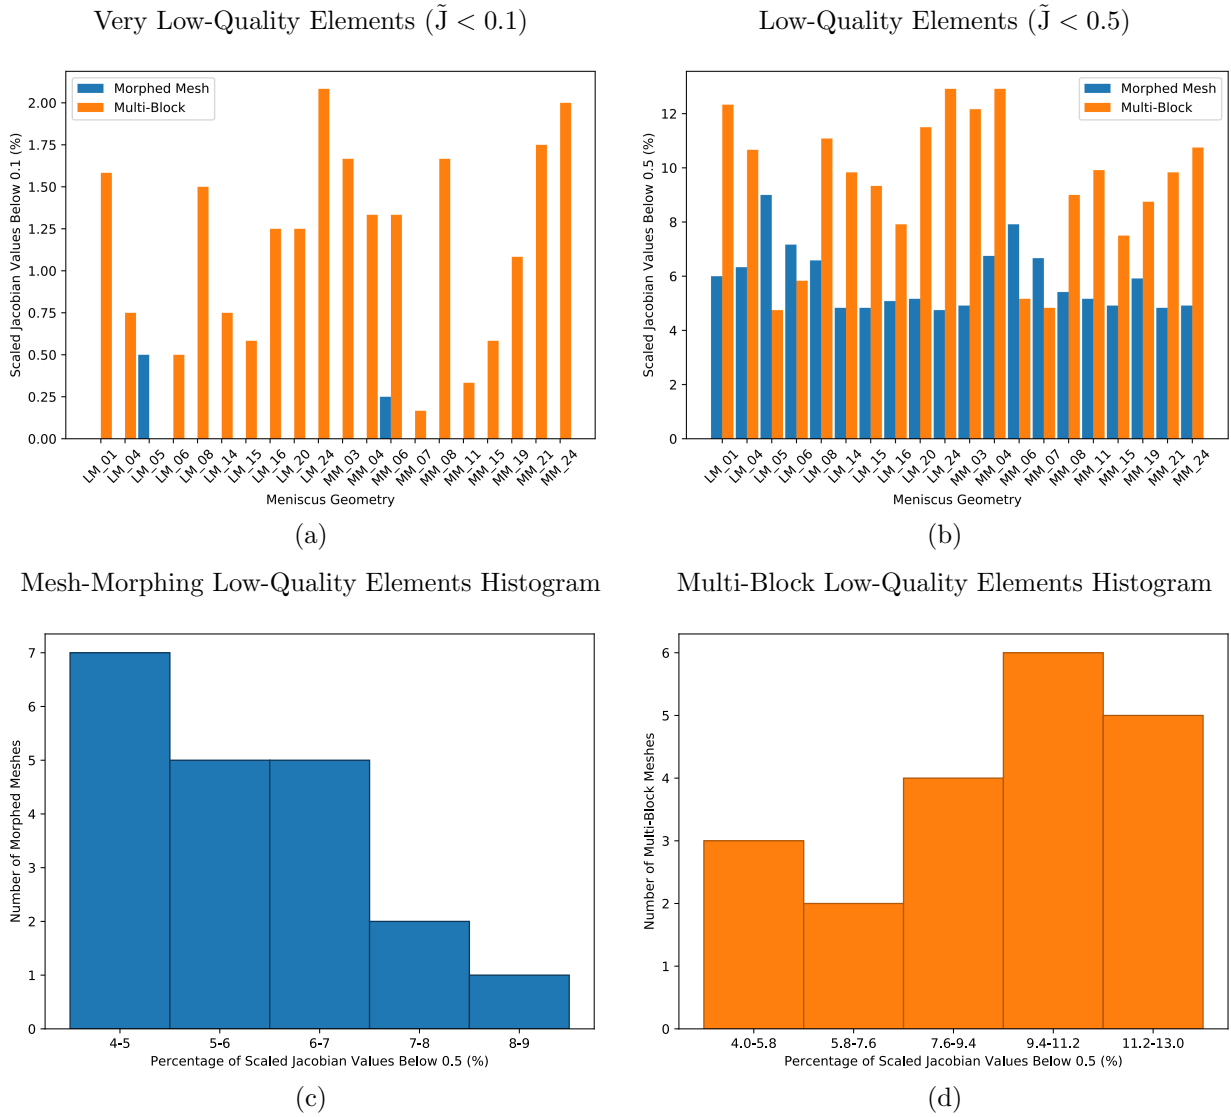 Very Low-Quality Elements (J̃ < 0.1)
Low-Quality Elements (J̃ < 0.5)
Scaled Jacobian Values Below 0.1 (%)
2.00
1.75
1.50
1.25
1.00
0.75
0.50
0.25
0.00
Morphed Mesh
Multi-Block
LM_01 LM_04 LM_05 LM_06 LM_08 LM_14 LM_15 LM_16 LM_20 LM_24 MM_03 MM_04 MM_06 MM_07 MM_08 MM_11 MM_15 MM_19 MM_21 MM_24
Meniscus Geometry
(a)
Scaled Jacobian Values Below 0.5 (%)
12
10
8
6
4
2
0
Morphed Mesh
Multi-Block
LM_01 LM_04 LM_05 LM_06 LM_08 LM_14 LM_15 LM_16 LM_20 LM_24 MM_03 MM_04 MM_06 MM_07 MM_08 MM_11 MM_15 MM_19 MM_21 MM_24
Meniscus Geometry
(b)
Mesh-Morphing Low-Quality Elements Histogram
Multi-Block Low-Quality Elements Histogram
Number of Morphed Meshes
7
6
5
4
3
2
1
0
4-5 5-6 6-7 7-8 8-9
Percentage of Scaled Jacobian Values Below 0.5 (%)
(c)
Number of Multi-Block Meshes
6
5
4
3
2
1
0
4.0-5.8 5.8-7.6 7.6-9.4 9.4-11.2 11.2-13.0
Percentage of Scaled Jacobian Values Below 0.5 (%)
(d)